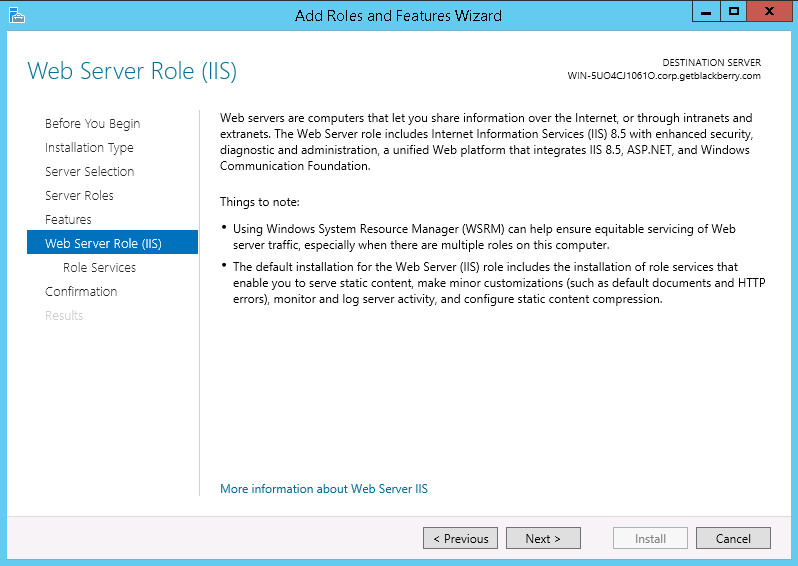 Add Roles and Features Wizard
Web Server Role (IIS)
DESTINATION SERVER
WIN-5UO4CJ1061O.corp.getblackberry.com
Before You Begin
Installation Type
Server Selection
Server Roles
Features
Web Server Role (IIS)
Role Services
Confirmation
Results
Web servers are computers that let you share information over the Internet, or through intranets and
extranets. The Web Server role includes Internet Information Services (IIS) 8.5 with enhanced security,
diagnostic and administration, a unified Web platform that integrates IIS 8.5, ASP.NET, and Windows
Communication Foundation.
Things to note:
• Using Windows System Resource Manager (WSRM) can help ensure equitable servicing of Web
server traffic, especially when there are multiple roles on this computer.
• The default installation for the Web Server (IIS) role includes the installation of role services that
enable you to serve static content, make minor customizations (such as default documents and HTTP
errors), monitor and log server activity, and configure static content compression.
More information about Web Server IIS
< Previous
Next >
Install
Cancel